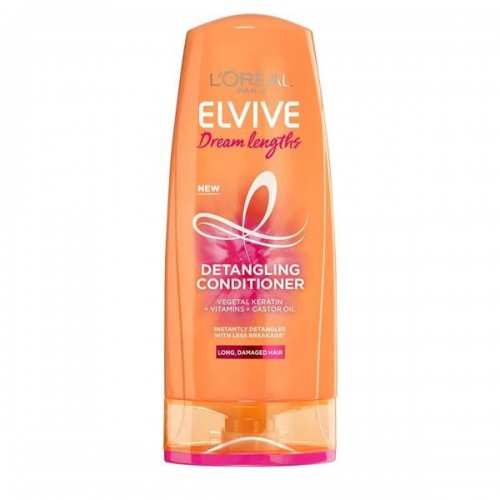 L'ORÉAL
PARIS
ELVIVE
Dream lengths
NEW
DETANGLING
CONDITIONER
VEGETAL KERATIN
+ VITAMINS + CASTOR OIL
INSTANTLY DETANGLES
WITH LESS BREAKAGE*
LONG, DAMAGED HAIR